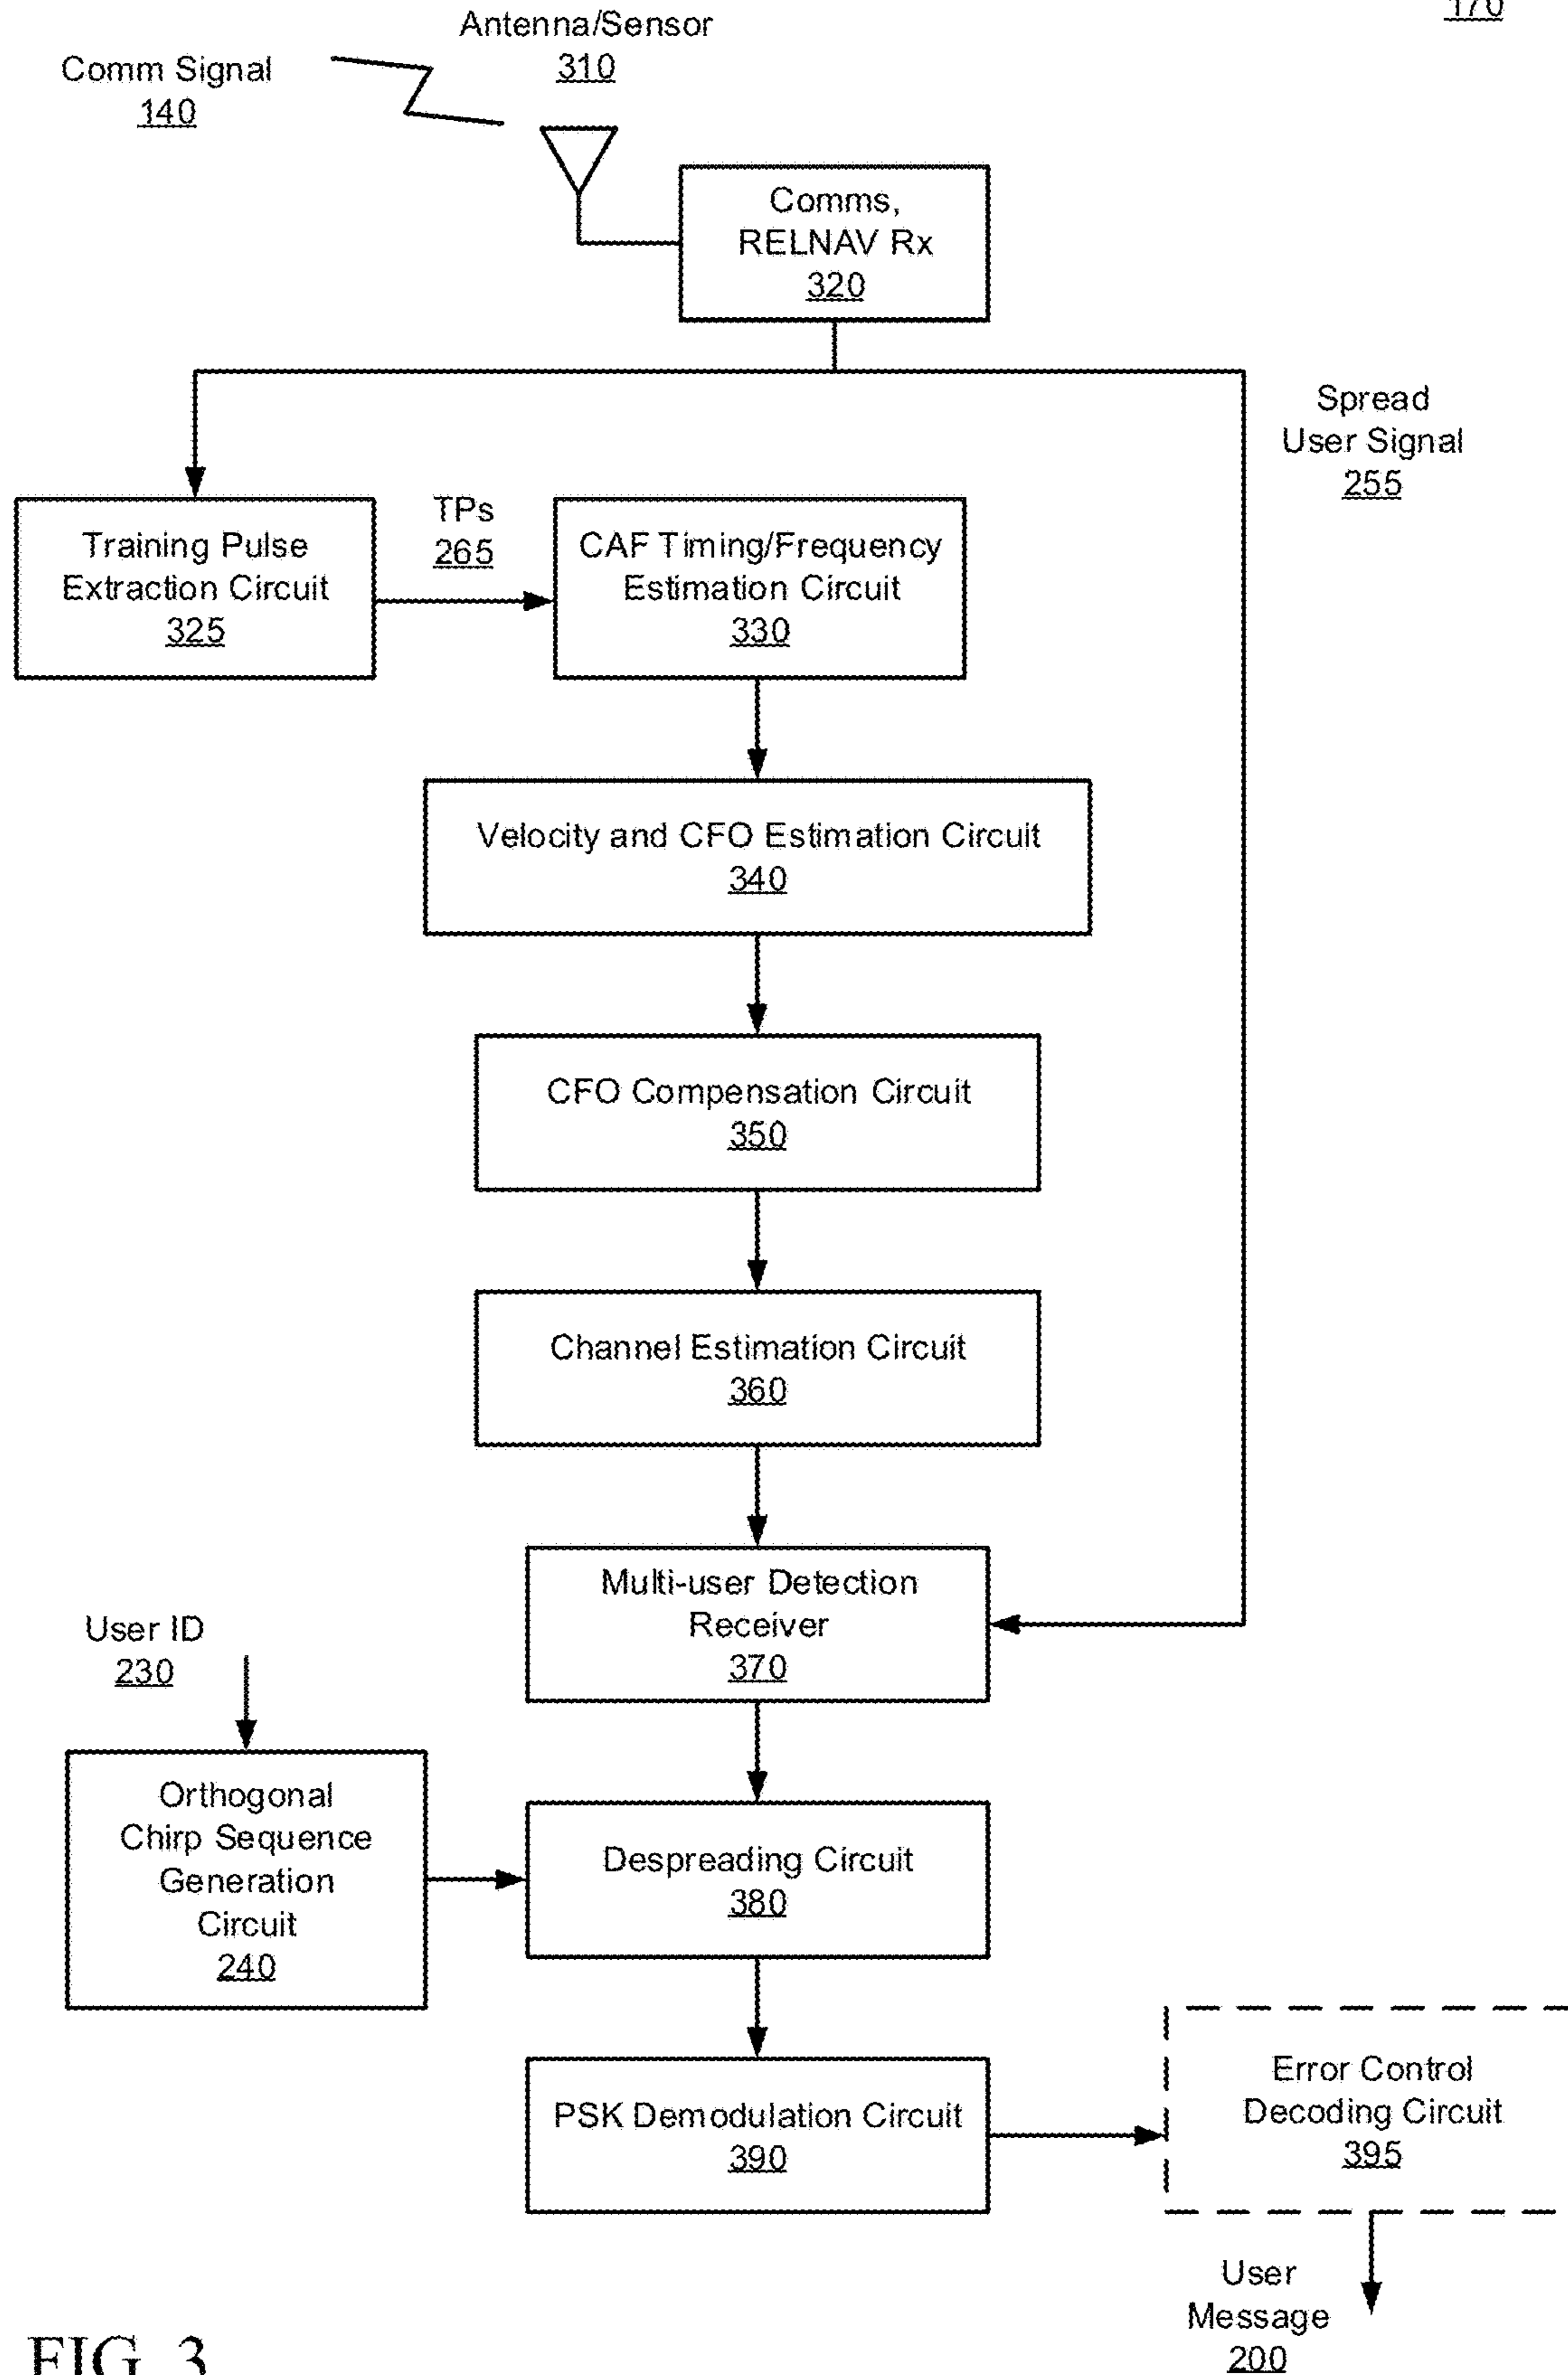 170
Antenna/Sensor
310
Comm Signal
140
Comms,
RELNAV Rx
320
Spread
User Signal
255
Training Pulse
Extraction Circuit
325
TPs
265
CAF Timing/Frequency
Estimation Circuit
330
Velocity and CFO Estimation Circuit
340
CFO Compensation Circuit
350
Channel Estimation Circuit
360
Multi-user Detection
Receiver
370
User ID
230
Orthogonal
Chirp Sequence
Generation
Circuit
240
Despreading Circuit
380
PSK Demodulation Circuit
390
Error Control
Decoding Circuit
395
User
Message
200
FIG. 3